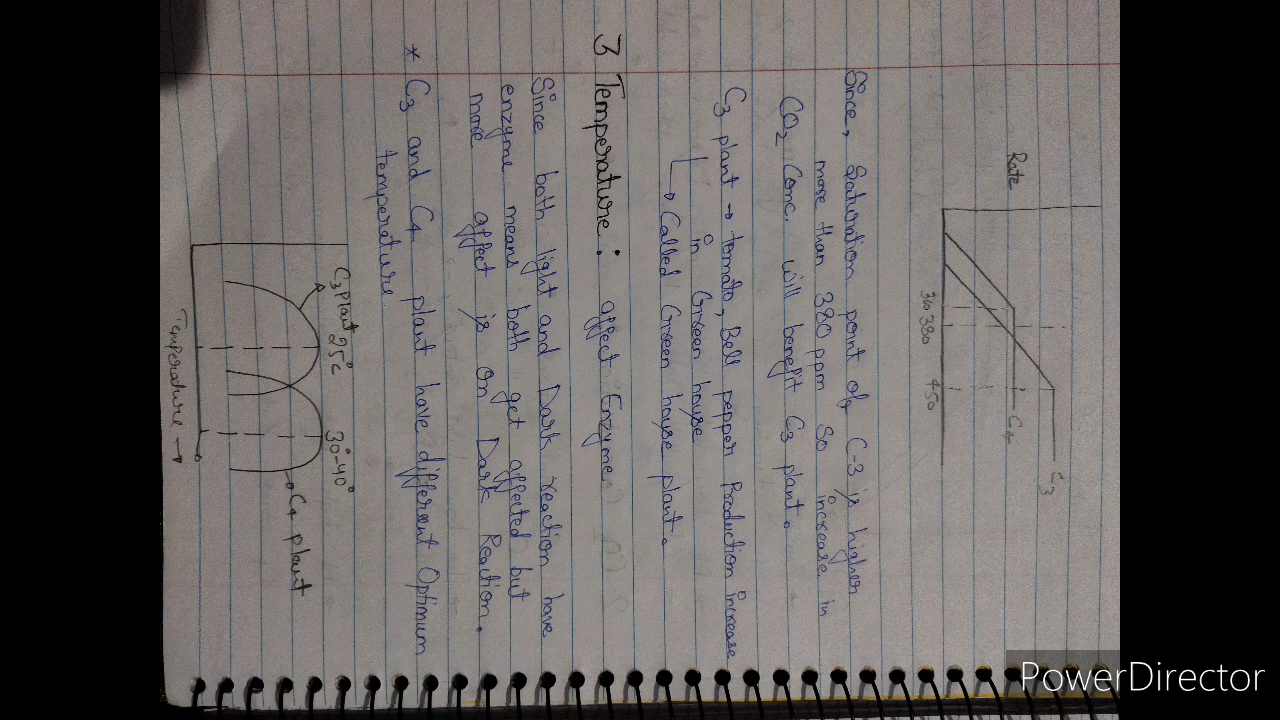 Rate
C4
C3
360 380 450
Since, Saturation point of C-3 is higher
more than 380 ppm so increase in
CO2 Conc. will benefit C3 plant.
C3 plant → tomato, Bell pepper Production increase
in Green house
→ Called Green house plant.
3 Temperature: affect Enzyme
Since both light and Dark reaction have
enzyme means both get affected but
more affect is on Dark Reaction.
* C3 and C4 plant have different Optimum
temperature.
C3 Plant 25°C 30-40°
→ C4 plant
Temperature →
PowerDirector